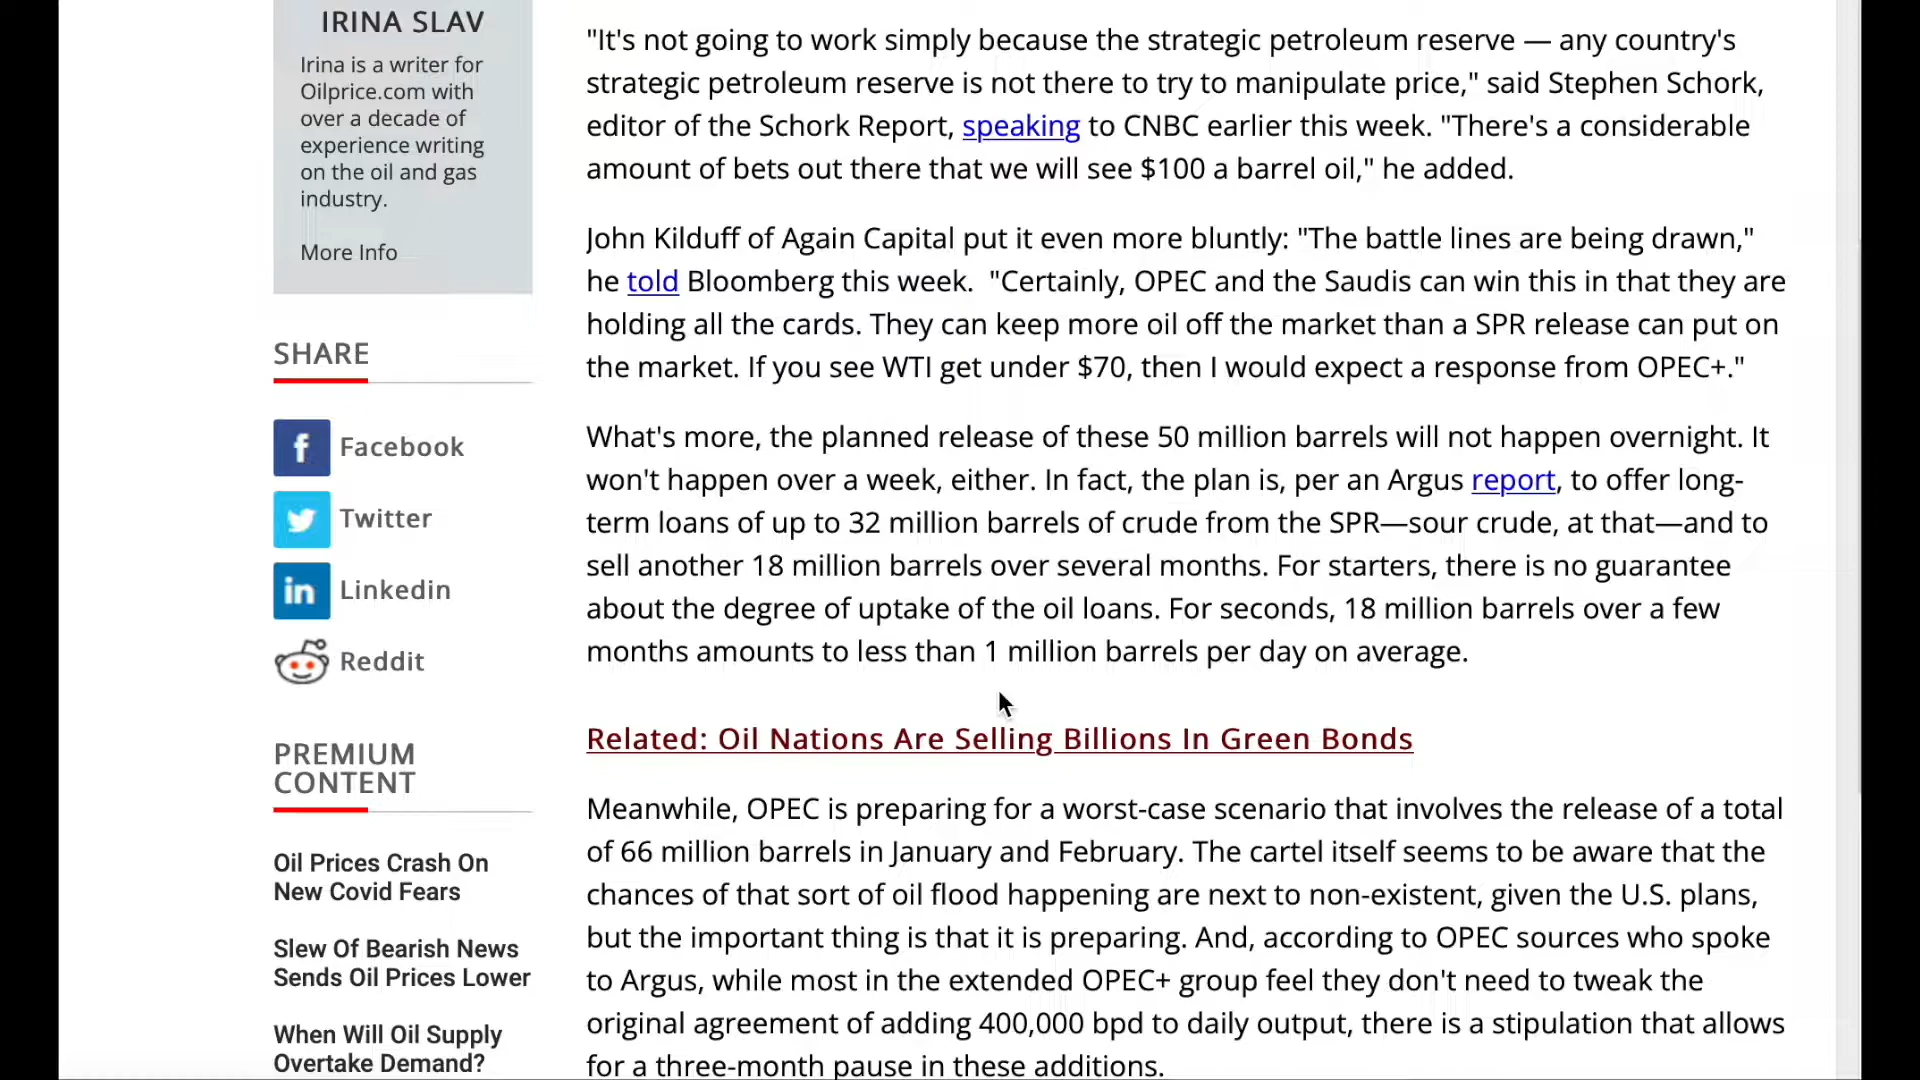 IRINA SLAV
Irina is a writer for
Oilprice.com with
over a decade of
experience writing
on the oil and gas
industry.
More Info
SHARE
Facebook
Twitter
Linkedin
Reddit
PREMIUM
CONTENT
Oil Prices Crash On
New Covid Fears
Slew Of Bearish News
Sends Oil Prices Lower
When Will Oil Supply
Overtake Demand?
"It's not going to work simply because the strategic petroleum reserve — any country's
strategic petroleum reserve is not there to try to manipulate price," said Stephen Schork,
editor of the Schork Report, speaking to CNBC earlier this week. "There's a considerable
amount of bets out there that we will see $100 a barrel oil," he added.
John Kilduff of Again Capital put it even more bluntly: "The battle lines are being drawn,"
he told Bloomberg this week.  "Certainly, OPEC and the Saudis can win this in that they are
holding all the cards. They can keep more oil off the market than a SPR release can put on
the market. If you see WTI get under $70, then I would expect a response from OPEC+."
What's more, the planned release of these 50 million barrels will not happen overnight. It
won't happen over a week, either. In fact, the plan is, per an Argus report, to offer long-
term loans of up to 32 million barrels of crude from the SPR—sour crude, at that—and to
sell another 18 million barrels over several months. For starters, there is no guarantee
about the degree of uptake of the oil loans. For seconds, 18 million barrels over a few
months amounts to less than 1 million barrels per day on average.
Related: Oil Nations Are Selling Billions In Green Bonds
Meanwhile, OPEC is preparing for a worst-case scenario that involves the release of a total
of 66 million barrels in January and February. The cartel itself seems to be aware that the
chances of that sort of oil flood happening are next to non-existent, given the U.S. plans,
but the important thing is that it is preparing. And, according to OPEC sources who spoke
to Argus, while most in the extended OPEC+ group feel they don't need to tweak the
original agreement of adding 400,000 bpd to daily output, there is a stipulation that allows
for a three-month pause in these additions.